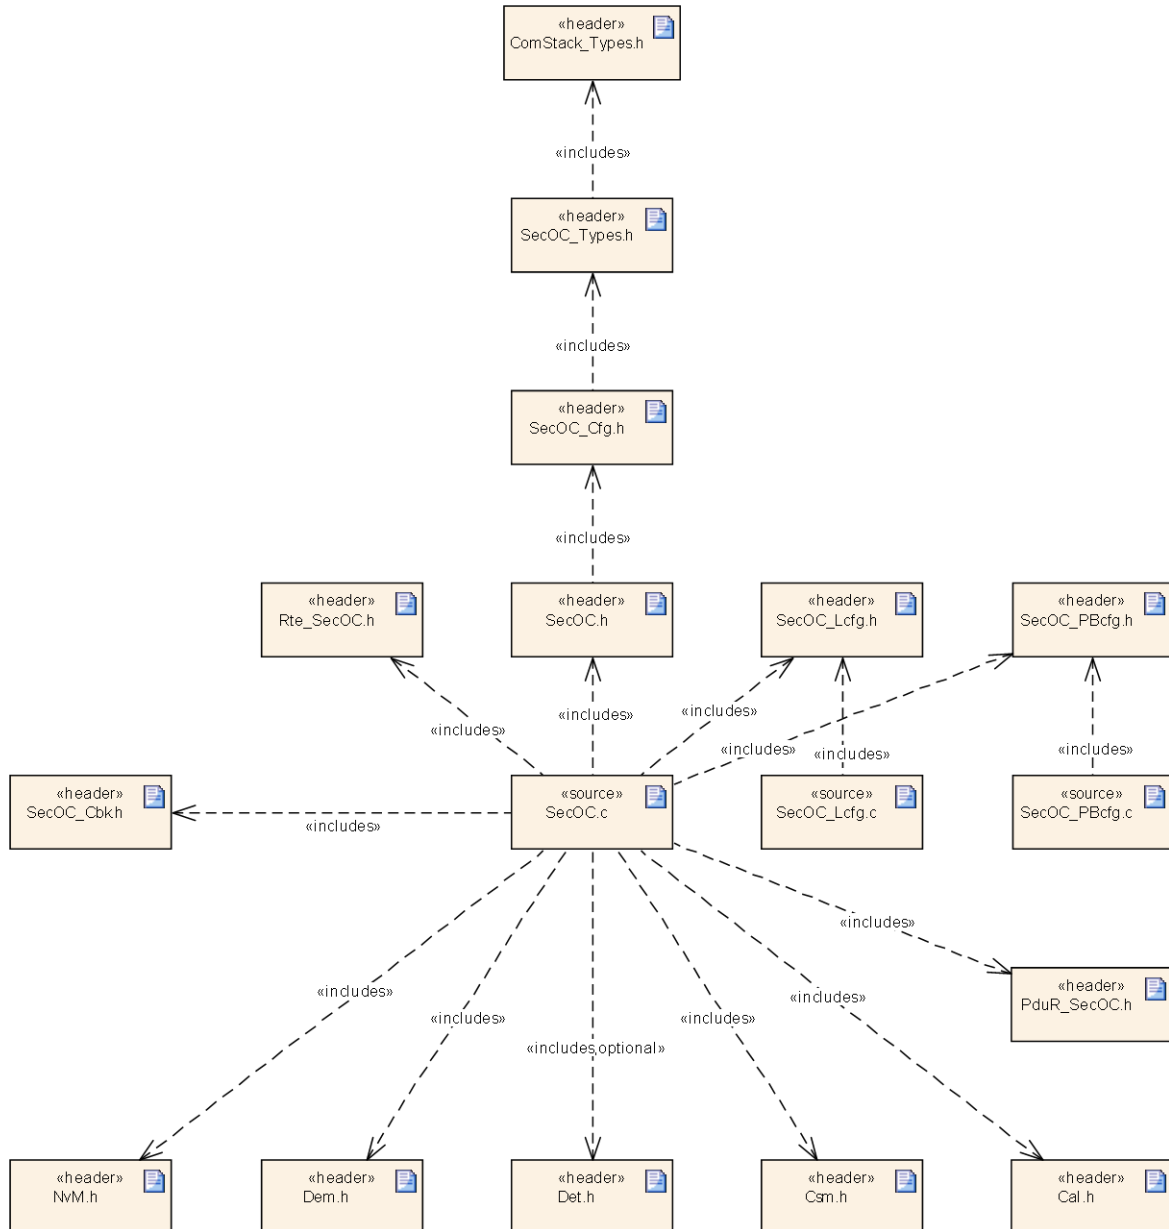 «header»
ComStack_Types.h
«includes»
«header»
SecOC_Types.h
«includes»
«header»
SecOC_Cfg.h
«includes»
«header»
Rte_SecOC.h
«header»
SecOC.h
«header»
SecOC_Lcfg.h
«header»
SecOC_PBcfg.h
«includes»
«includes»
«includes»
«includes»
«includes»
«includes»
«header»
SecOC_Cbk.h
«includes»
«source»
SecOC.c
«source»
SecOC_Lcfg.c
«source»
SecOC_PBcfg.c
«includes»
«header»
PduR_SecOC.h
«includes»
«includes»
«includes,optional»
«includes»
«includes»
«header»
NvM.h
«header»
Dem.h
«header»
Det.h
«header»
Csm.h
«header»
Cal.h